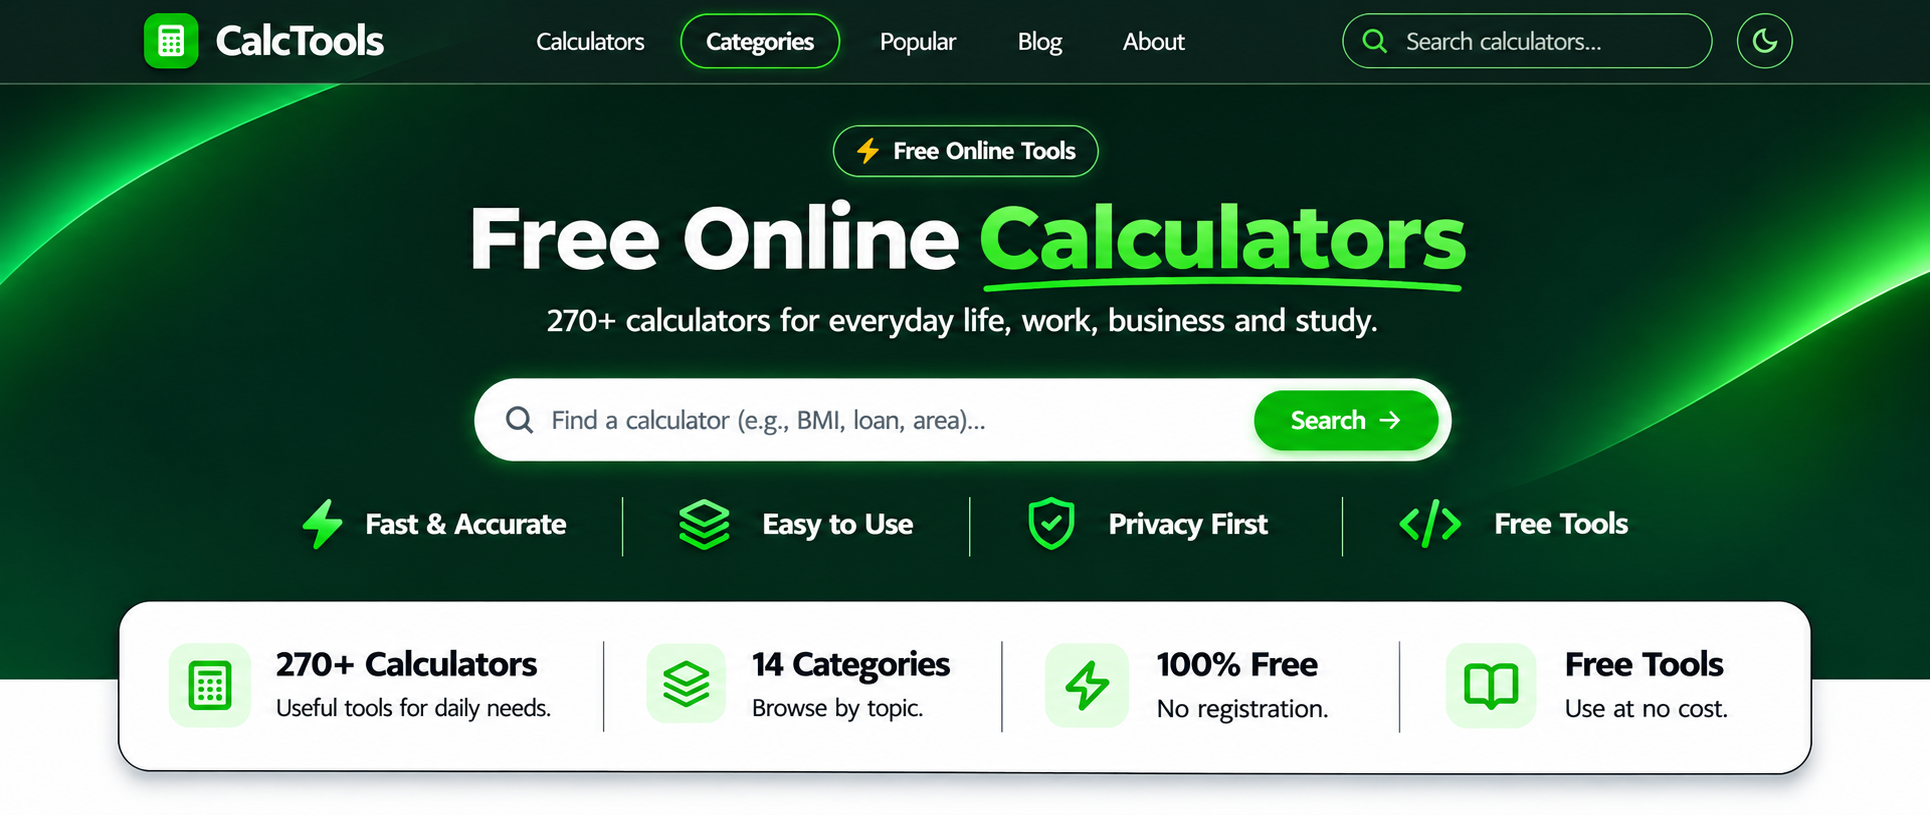 CalcTools
Calculators
Categories
Popular
Blog
About
Search calculators...
Free Online Tools
Free Online Calculators
270+ calculators for everyday life, work, business and study.
Find a calculator (e.g., BMI, loan, area)...
Search →
Fast & Accurate
Easy to Use
Privacy First
Free Tools
270+ Calculators
Useful tools for daily needs.
14 Categories
Browse by topic.
100% Free
No registration.
Free Tools
Use at no cost.